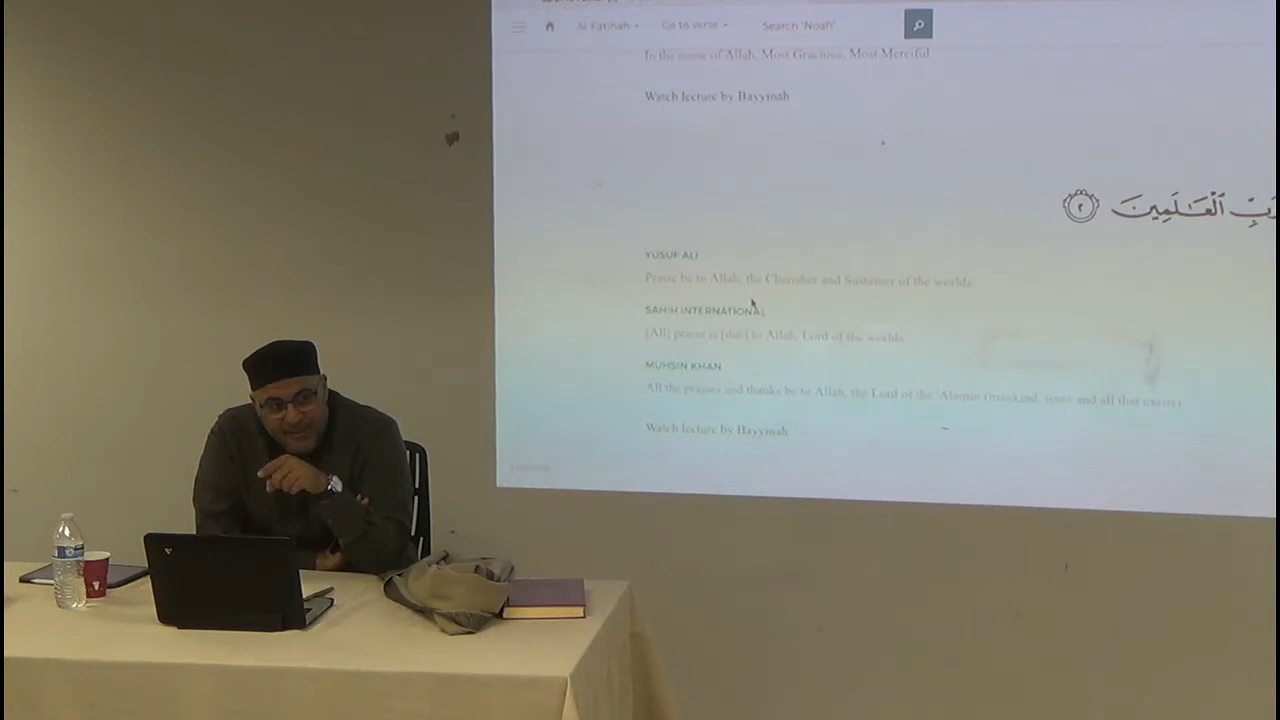 Al Fatihah
Go to verse
Search "Noah"
In the name of Allah, Most Gracious, Most Merciful
Watch lecture by Bayyinah
رَبِّ ٱلْعَـٰلَمِينَ ٢
YUSUF ALI
Praise be to Allah, the Cherisher and Sustainer of the worlds
SAHIH INTERNATIONAL
[All] praise is [due] to Allah, Lord of the worlds
MUHSIN KHAN
All the praises and thanks be to Allah, the Lord of the 'Alamin (mankind, jinns and all that exists)
Watch lecture by Bayyinah